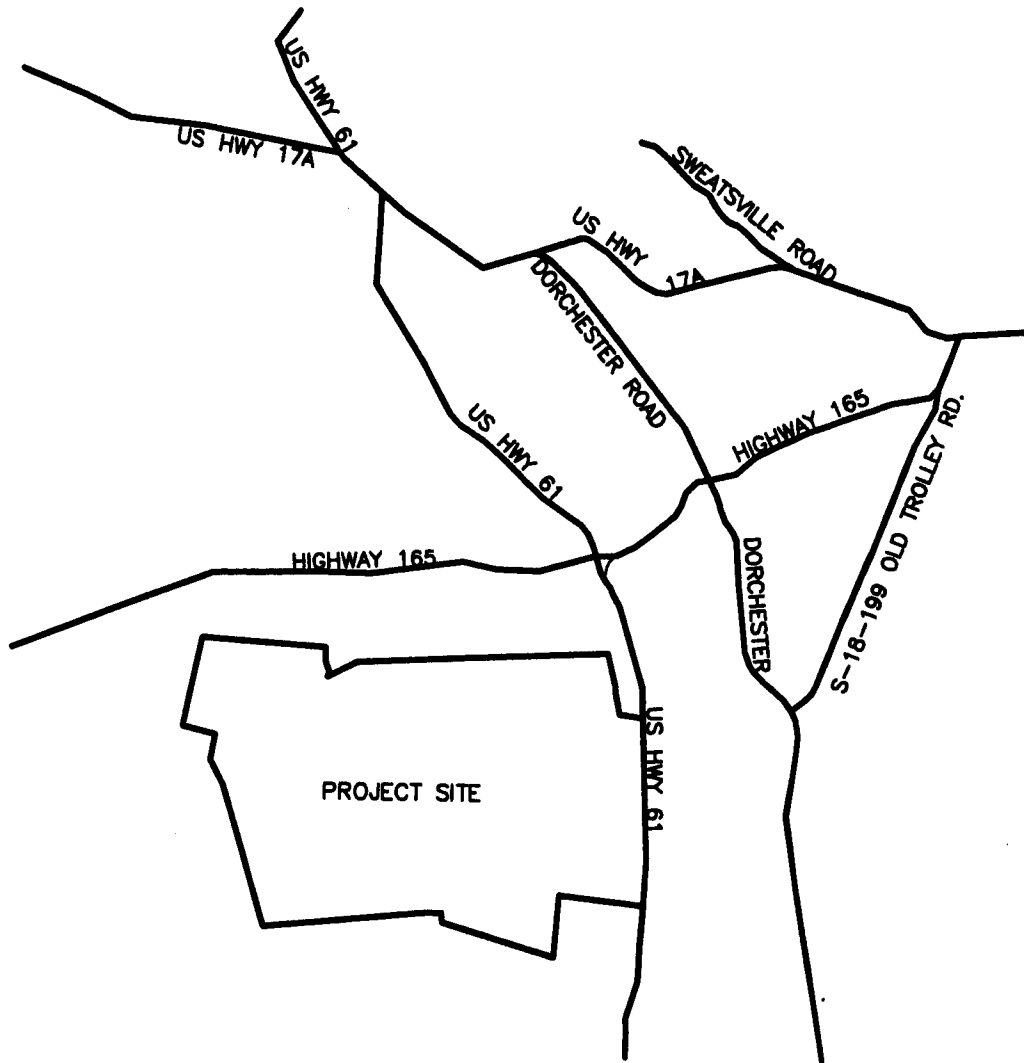 US HWY 61
US HWY 17A
SWEATSVILLE ROAD
US HWY 17A
DORCHESTER ROAD
HIGHWAY 165
US HWY 61
S-18-199 OLD TROLLEY RD.
HIGHWAY 165
DORCHESTER
US HWY 61
PROJECT SITE